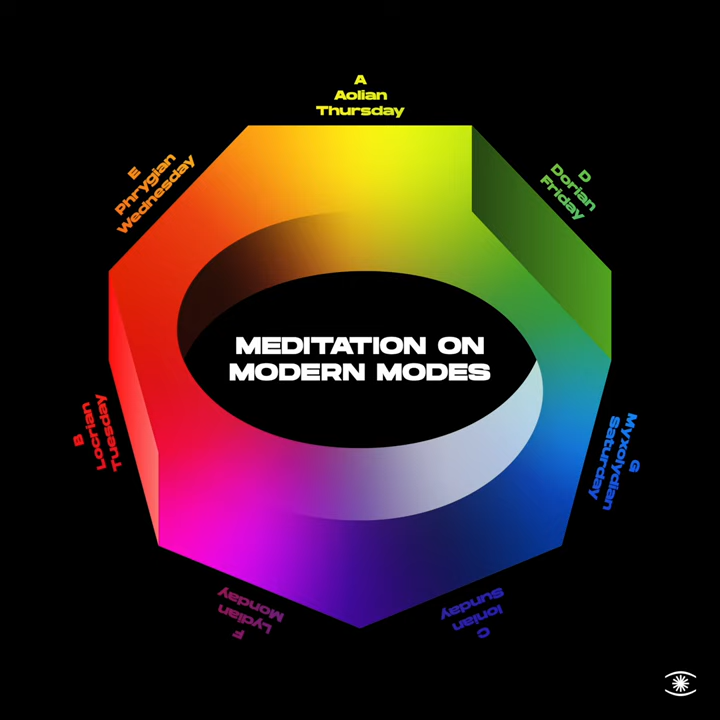 A
Aolian
Thursday
D
Dorian
Friday
G
Myxolydian
Saturday
C
Ionian
Sunday
F
Lydian
Monday
B
Locrian
Tuesday
E
Phrygian
Wednesday
MEDITATION ON
MODERN MODES